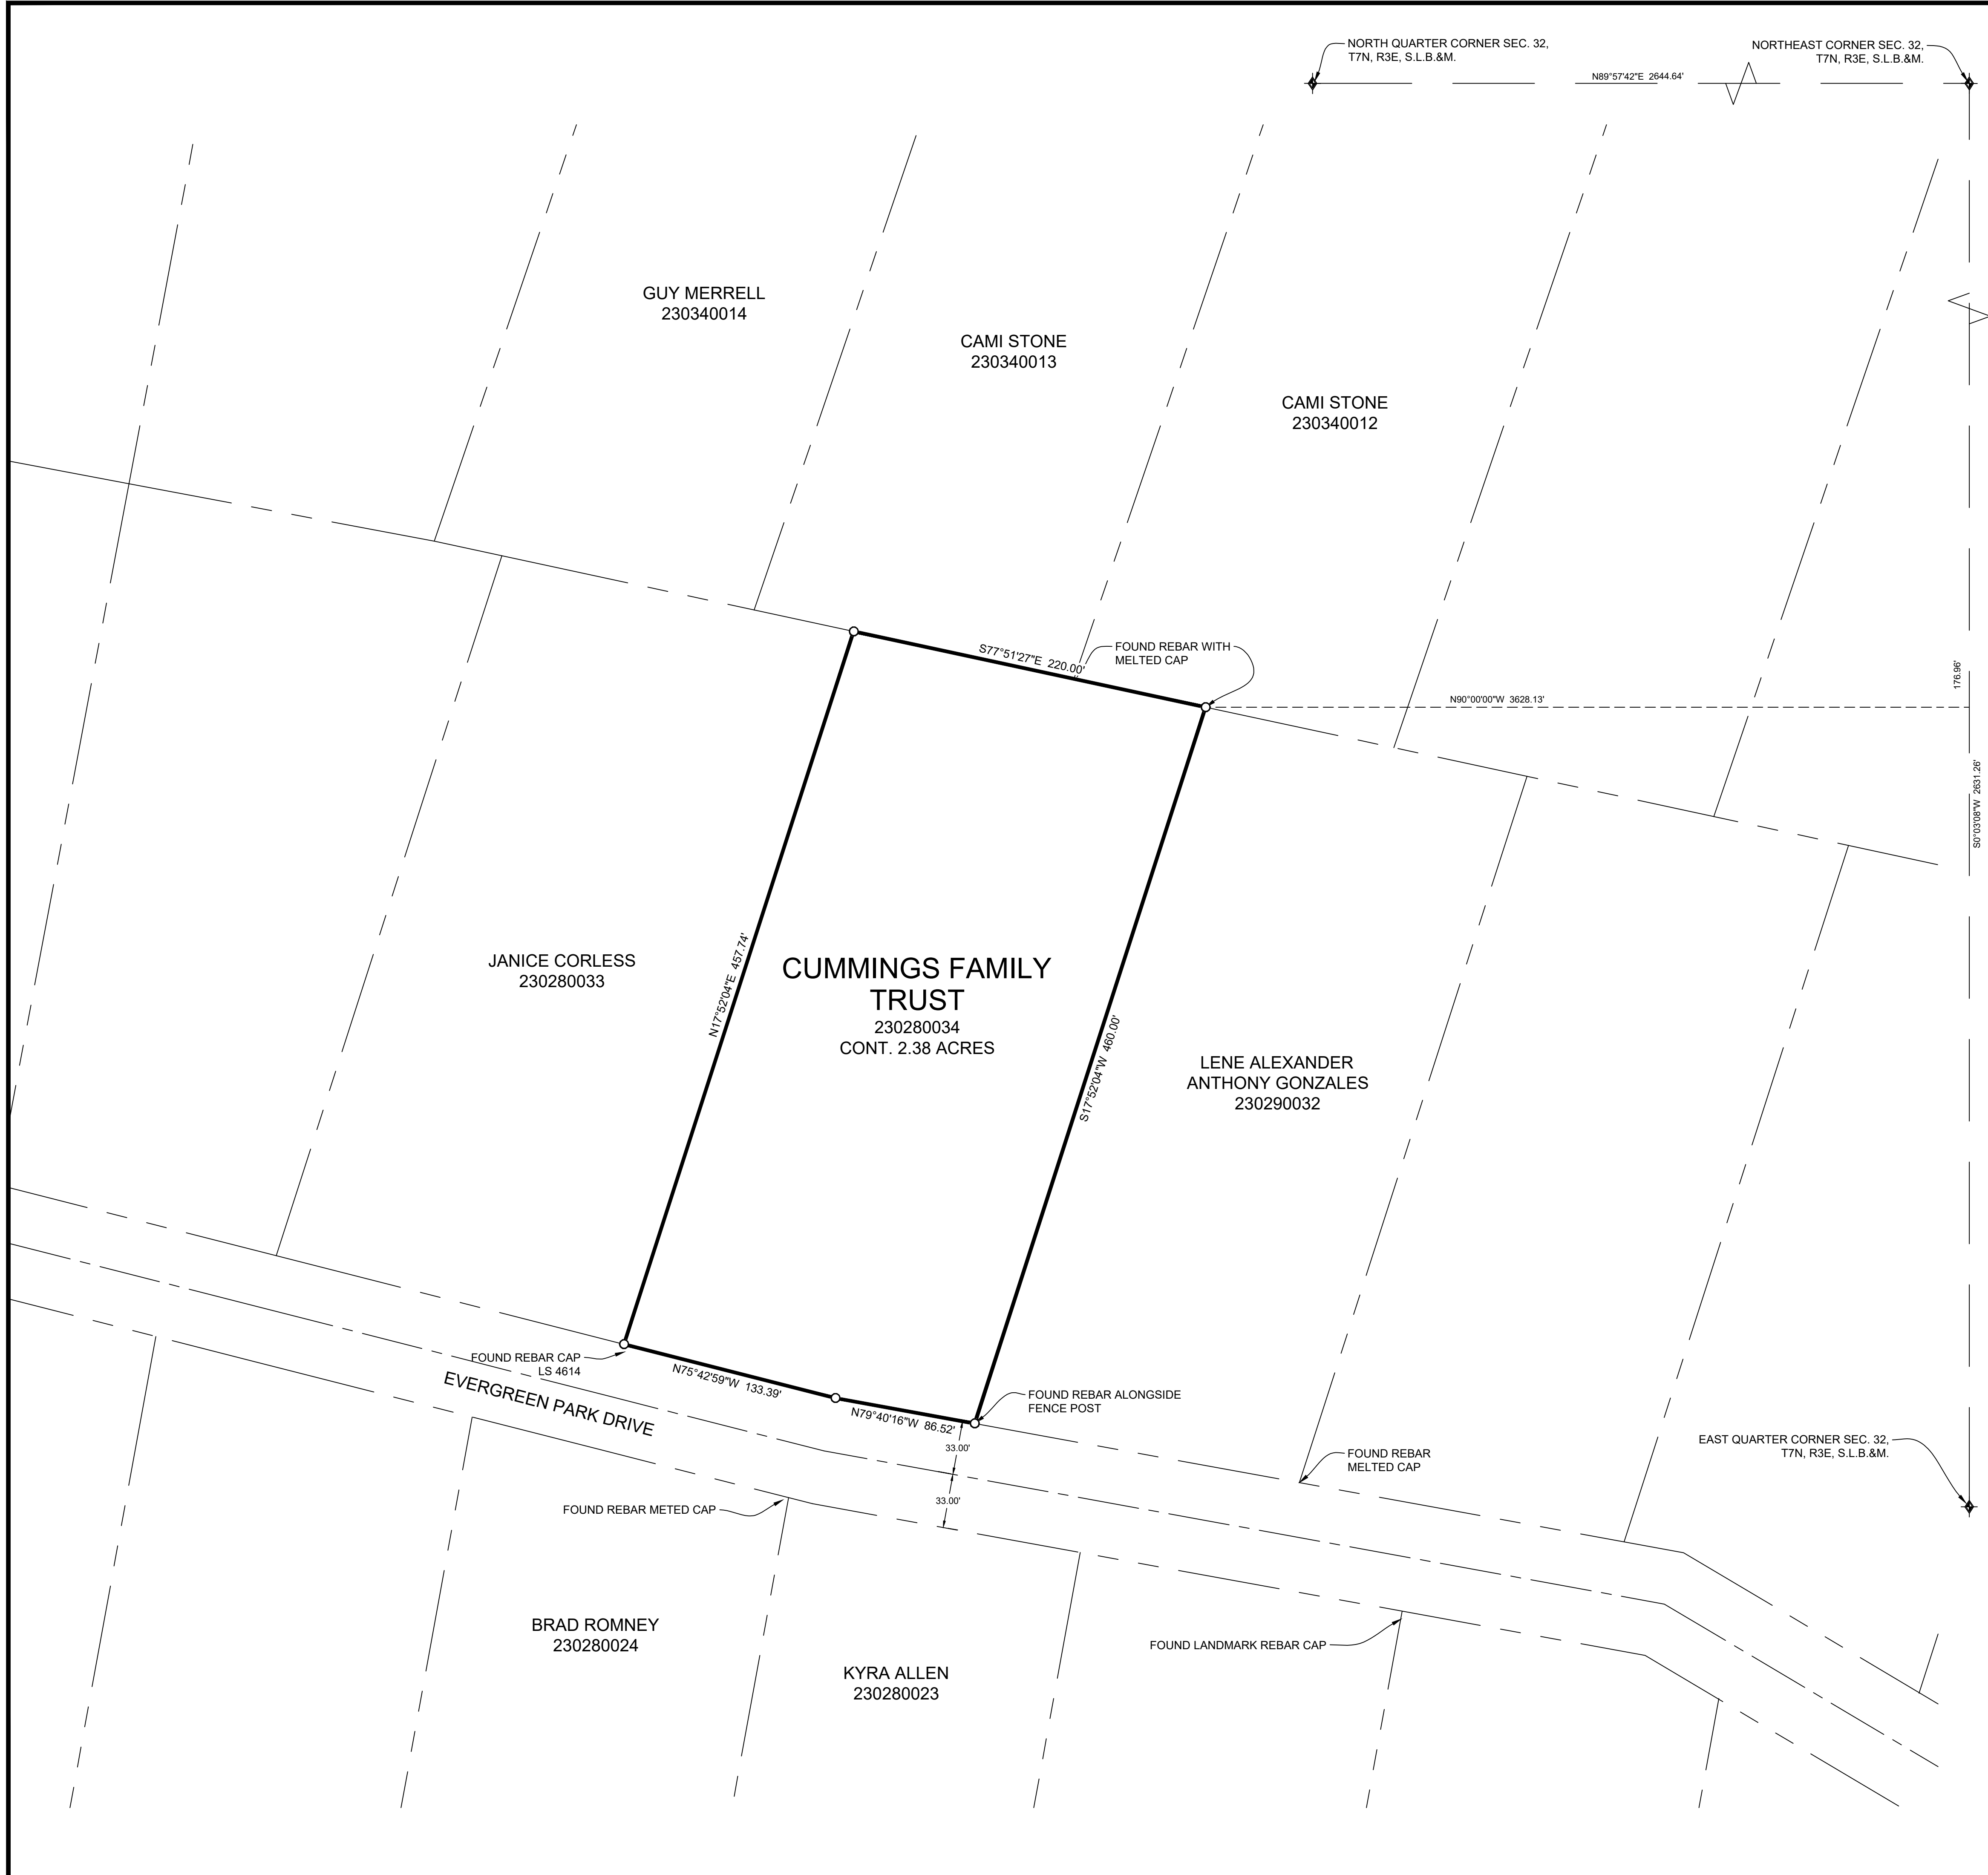 NORTH QUARTER CORNER SEC. 32,
T7N, R3E, S.L.B.&M.
NORTHEAST CORNER SEC. 32,
T7N, R3E, S.L.B.&M.
N89°57'42"E 2644.64'
GUY MERRELL
230340014
CAMI STONE
230340013
CAMI STONE
230340012
S77°51'27"E 220.00'
FOUND REBAR WITH
MELTED CAP
N90°00'00"W 3628.13'
176.96'
S0°03'08"W 2631.26'
JANICE CORLESS
230280033
N17°52'04"E 457.74'
CUMMINGS FAMILY
TRUST
230280034
CONT. 2.38 ACRES
S17°52'04"W 460.00'
LENE ALEXANDER
ANTHONY GONZALES
230290032
FOUND REBAR CAP
LS 4614
N75°42'59"W 133.39'
N79°40'16"W 86.52'
EVERGREEN PARK DRIVE
FOUND REBAR ALONGSIDE
FENCE POST
33.00'
33.00'
FOUND REBAR
MELTED CAP
EAST QUARTER CORNER SEC. 32,
T7N, R3E, S.L.B.&M.
FOUND REBAR METED CAP
BRAD ROMNEY
230280024
KYRA ALLEN
230280023
FOUND LANDMARK REBAR CAP